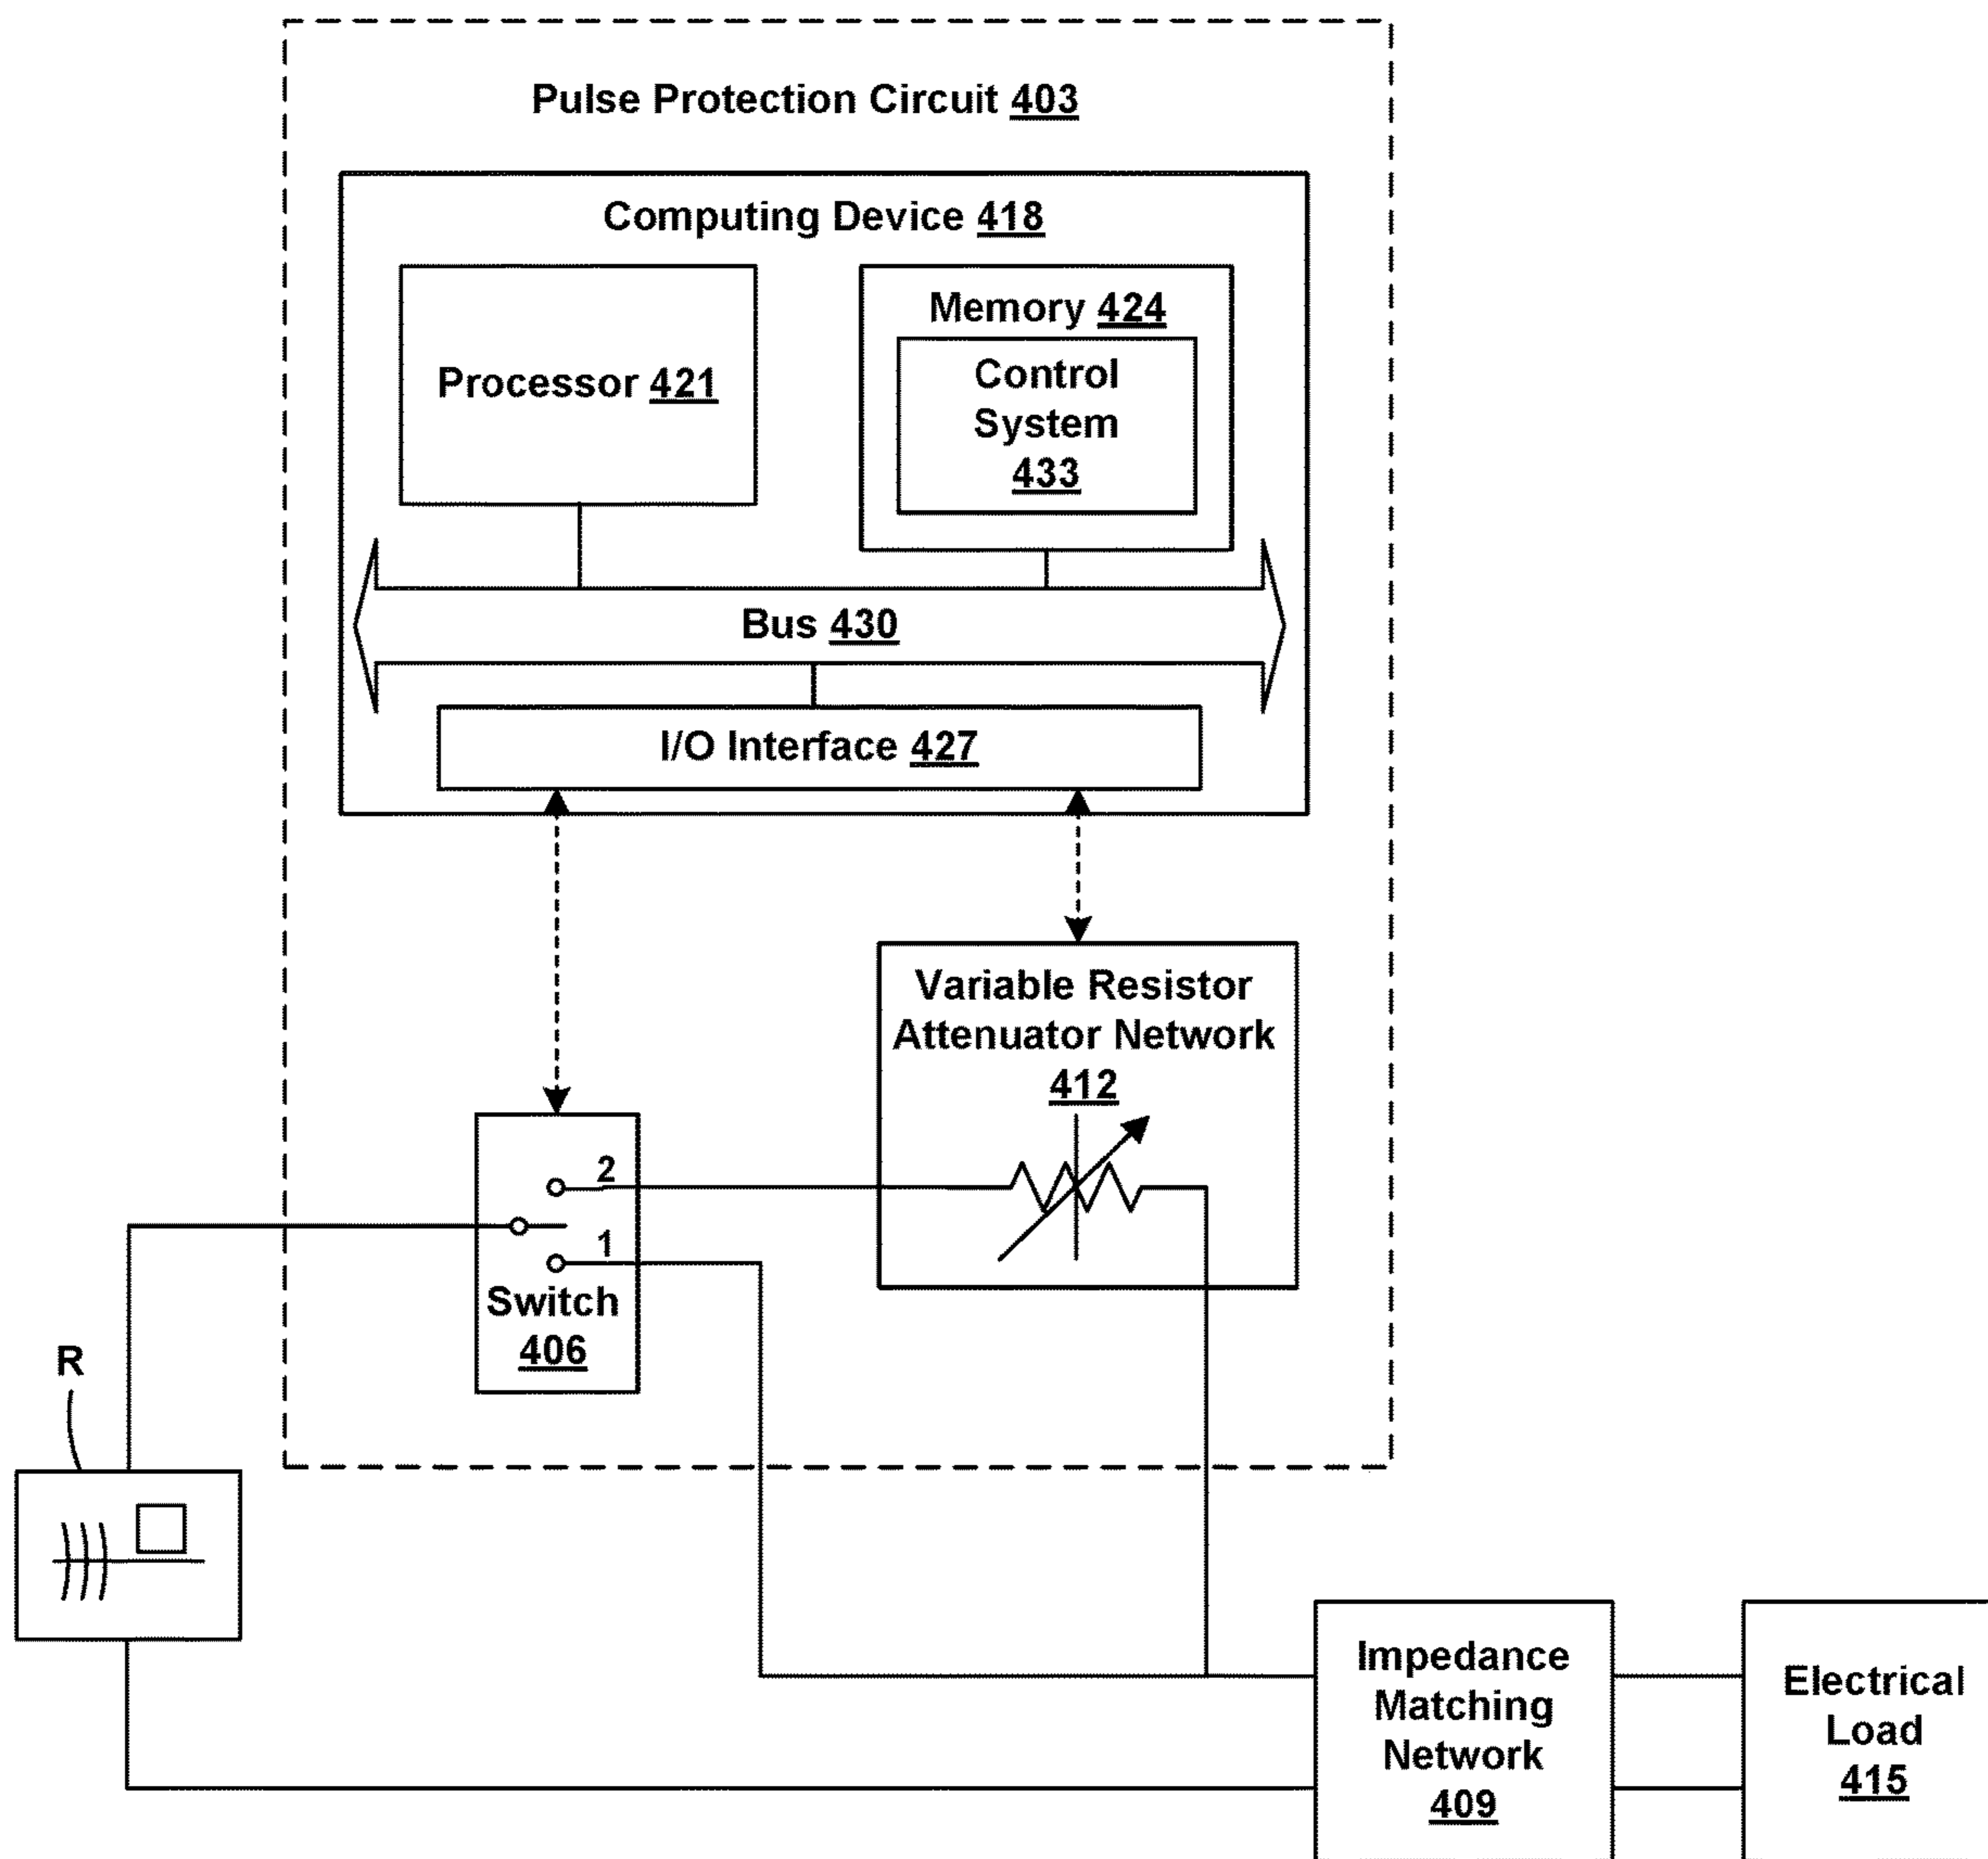 Pulse Protection Circuit 403
Computing Device 418
Processor 421
Memory 424
Control
System
433
Bus 430
I/O Interface 427
Variable Resistor
Attenuator Network
412
2
1
Switch
406
R
Impedance
Matching
Network
409
Electrical
Load
415